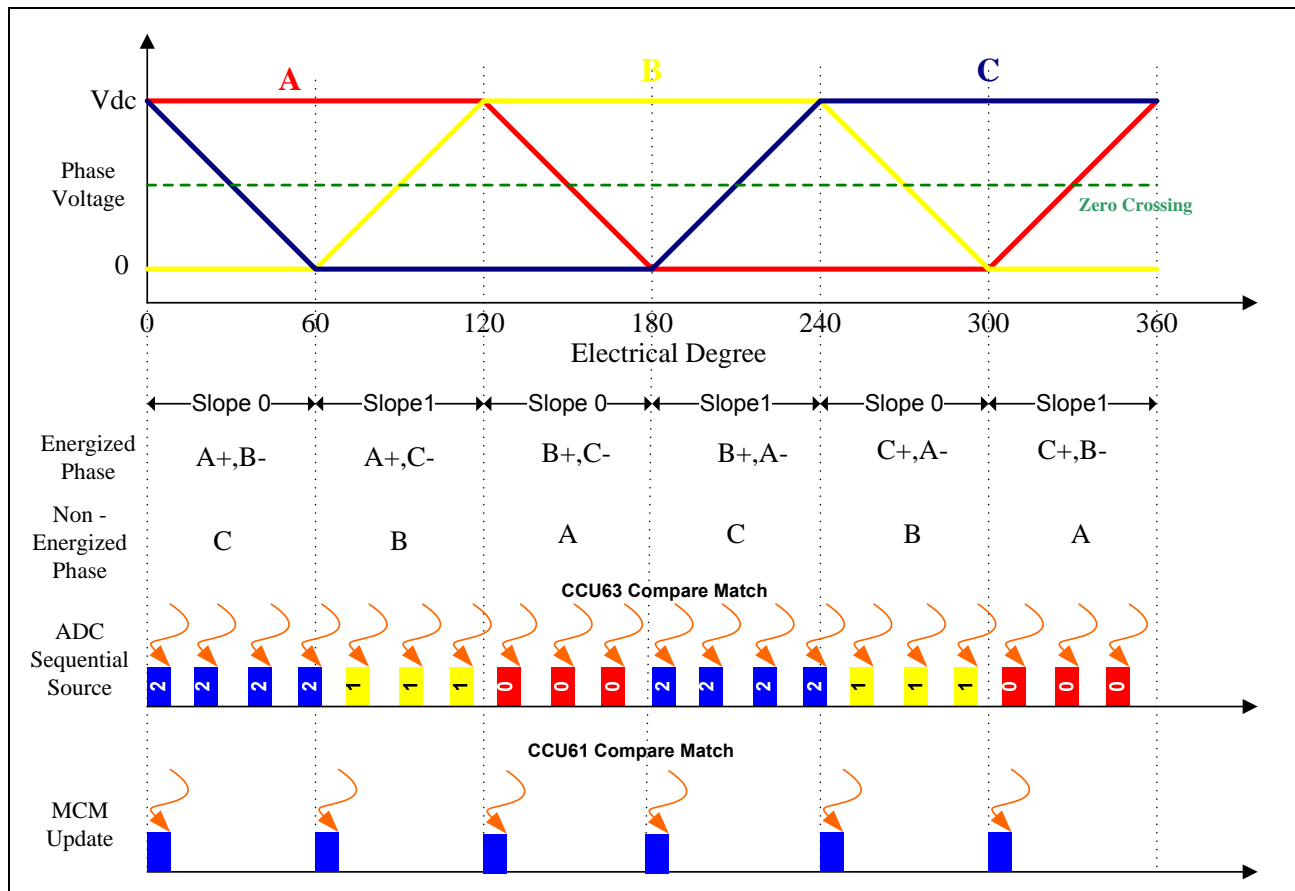 A
B
C
Vdc
Phase
Voltage
Zero Crossing
0
0 60 120 180 240 300 360
Electrical Degree
Slope 0 Slope1 Slope 0 Slope1 Slope 0 Slope1
Energized
Phase
A+,B- A+,C- B+,C- B+,A- C+,A- C+,B-
Non -
Energized
Phase
C B A C B A
CCU63 Compare Match
ADC
Sequential
Source
2 2 2 2 1 1 1 0 0 0 2 2 2 2 1 1 1 0 0 0
CCU61 Compare Match
MCM
Update